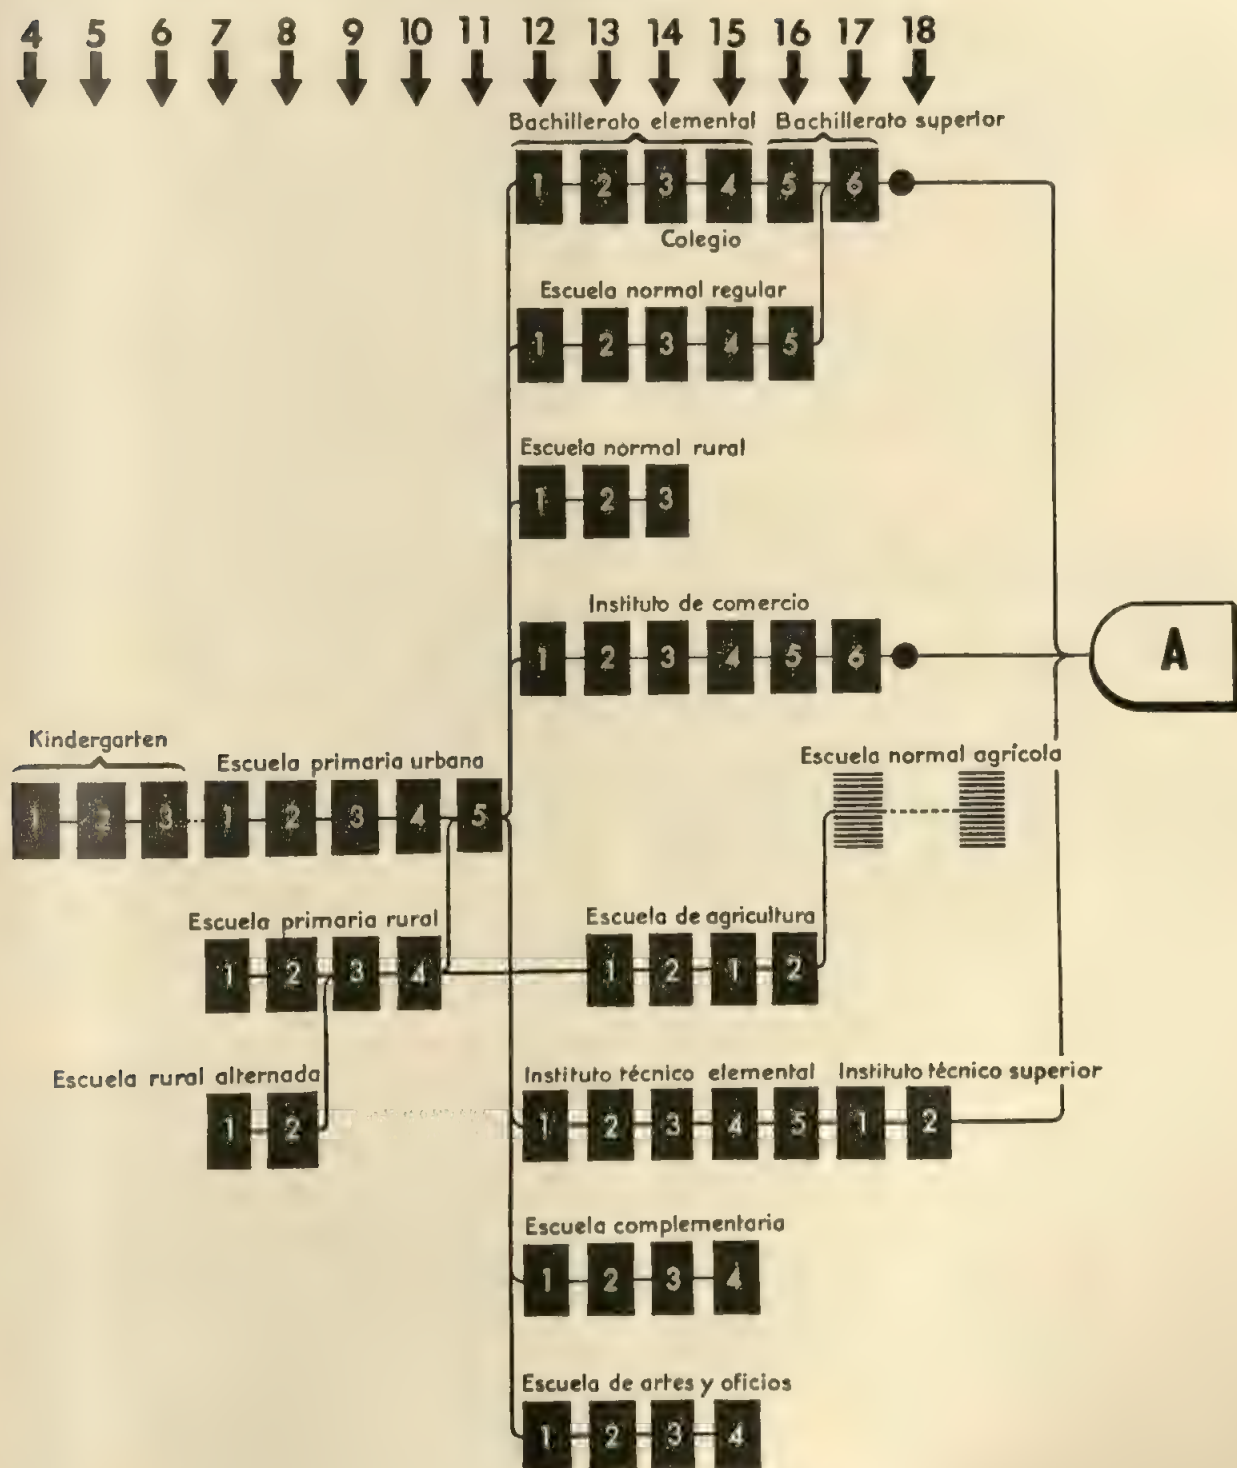 4 5 6 7 8 9 10 11 12 13 14 15 16 17 18
Bachillerato elemental Bachillerato superior
1 2 3 4 5 6
Colegio
Escuela normal regular
1 2 3 4 5
Escuela normal rural
1 2 3
Instituto de comercio
1 2 3 4 5 6
A
Kindergarten
Escuela primaria urbana
1 2 3 1 2 3 4 5
Escuela normal agrícola
Escuela primaria rural
1 2 3 4
Escuela de agricultura
1 2 1 2
Escuela rural alternada
1 2
Instituto técnico elemental Instituto técnico superior
1 2 3 4 5 1 2
Escuela complementaria
1 2 3 4
Escuela de artes y oficios
1 2 3 4